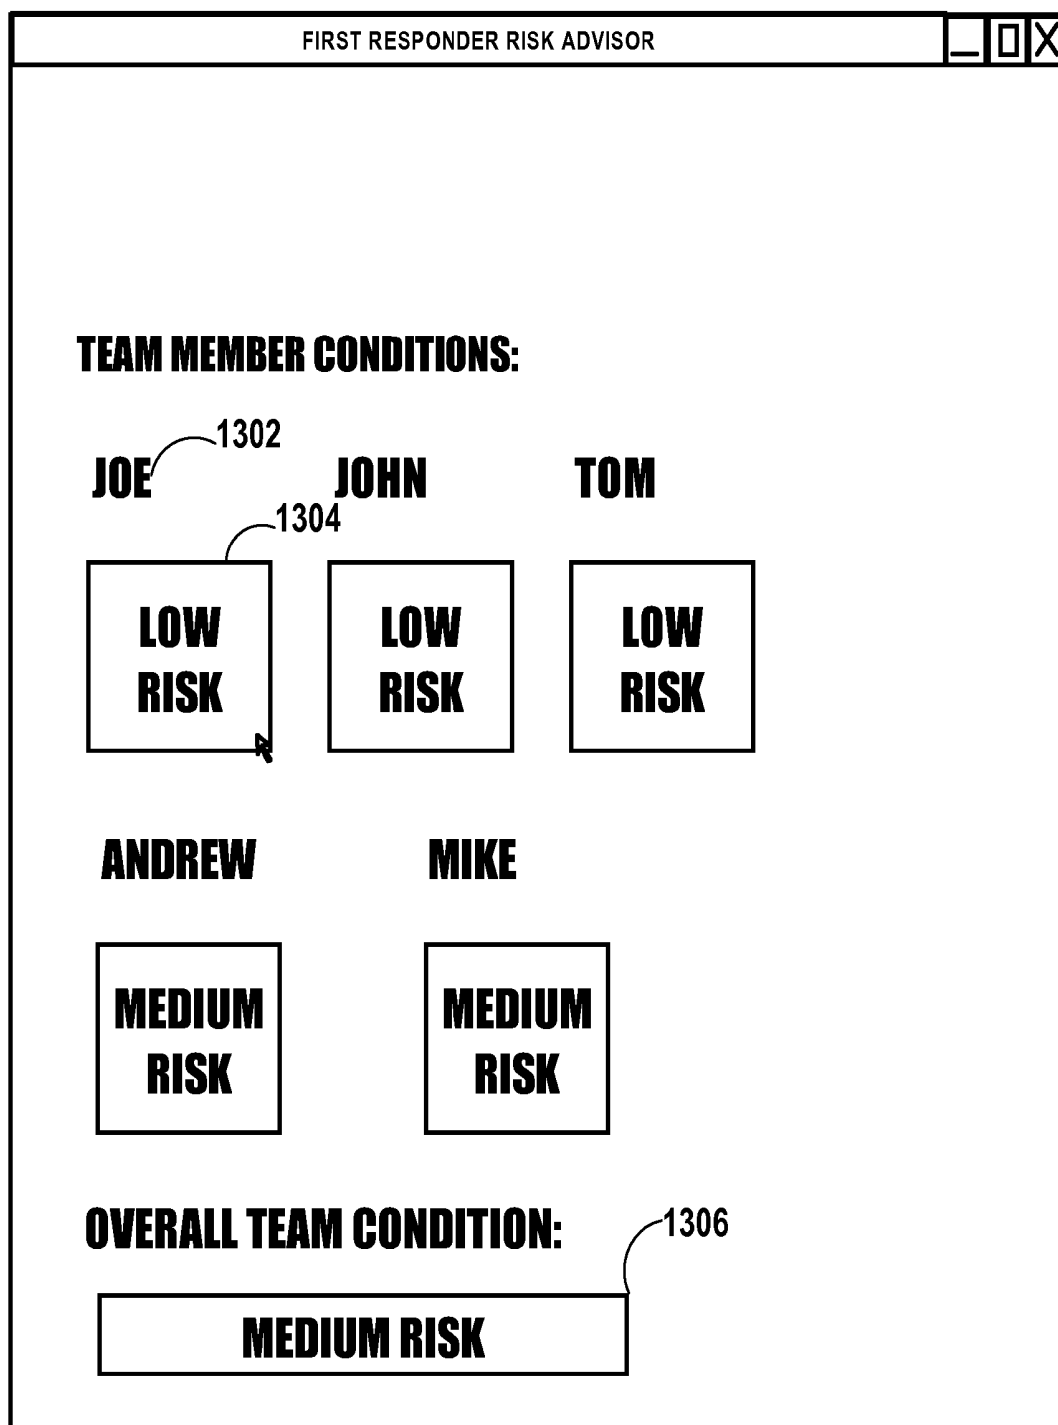 FIRST RESPONDER RISK ADVISOR
TEAM MEMBER CONDITIONS:
1302
JOE JOHN TOM
1304
LOW LOW LOW
RISK RISK RISK
ANDREW MIKE
MEDIUM MEDIUM
RISK RISK
OVERALL TEAM CONDITION:
1306
MEDIUM RISK